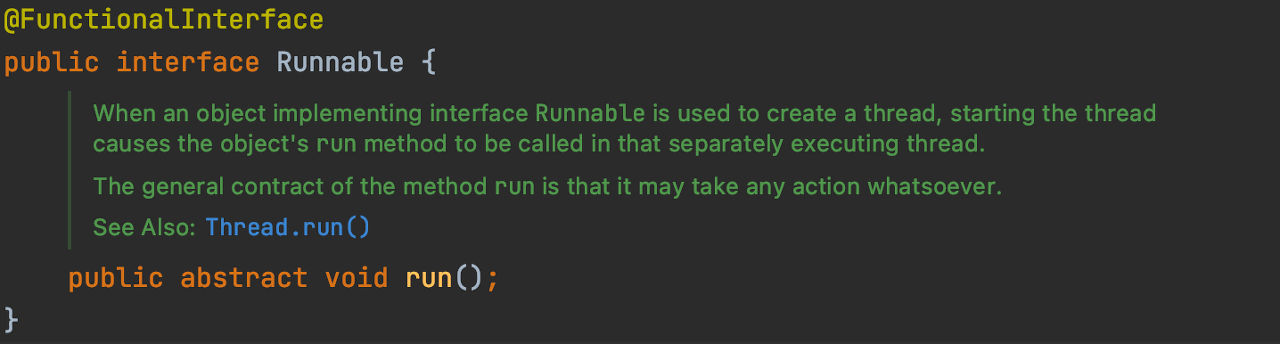 @FunctionalInterface
public interface Runnable {
When an object implementing interface Runnable is used to create a thread, starting the thread
causes the object's run method to be called in that separately executing thread.
The general contract of the method run is that it may take any action whatsoever.
See Also: Thread.run()
public abstract void run();
}